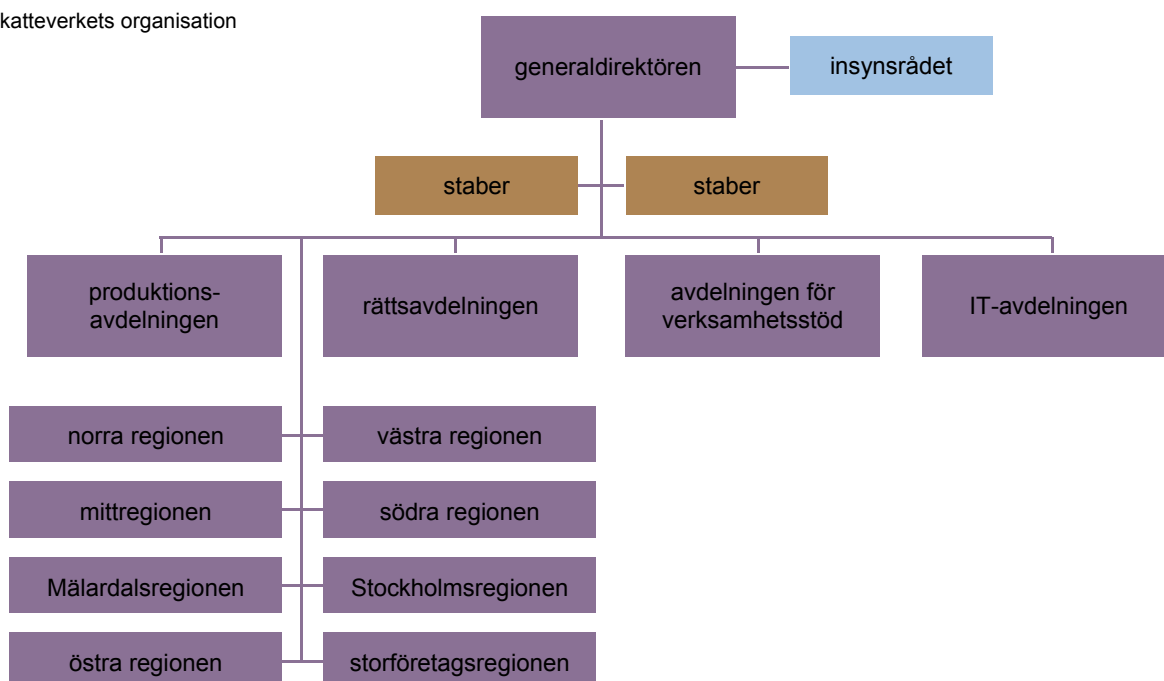 katteverkets organisation
generaldirektören
insynsrådet
staber
staber
produktions-
avdelningen
rättsavdelningen
avdelningen för
verksamhetsstöd
IT-avdelningen
norra regionen
västra regionen
mittregionen
södra regionen
Mälardalsregionen
Stockholmsregionen
östra regionen
storföretagsregionen